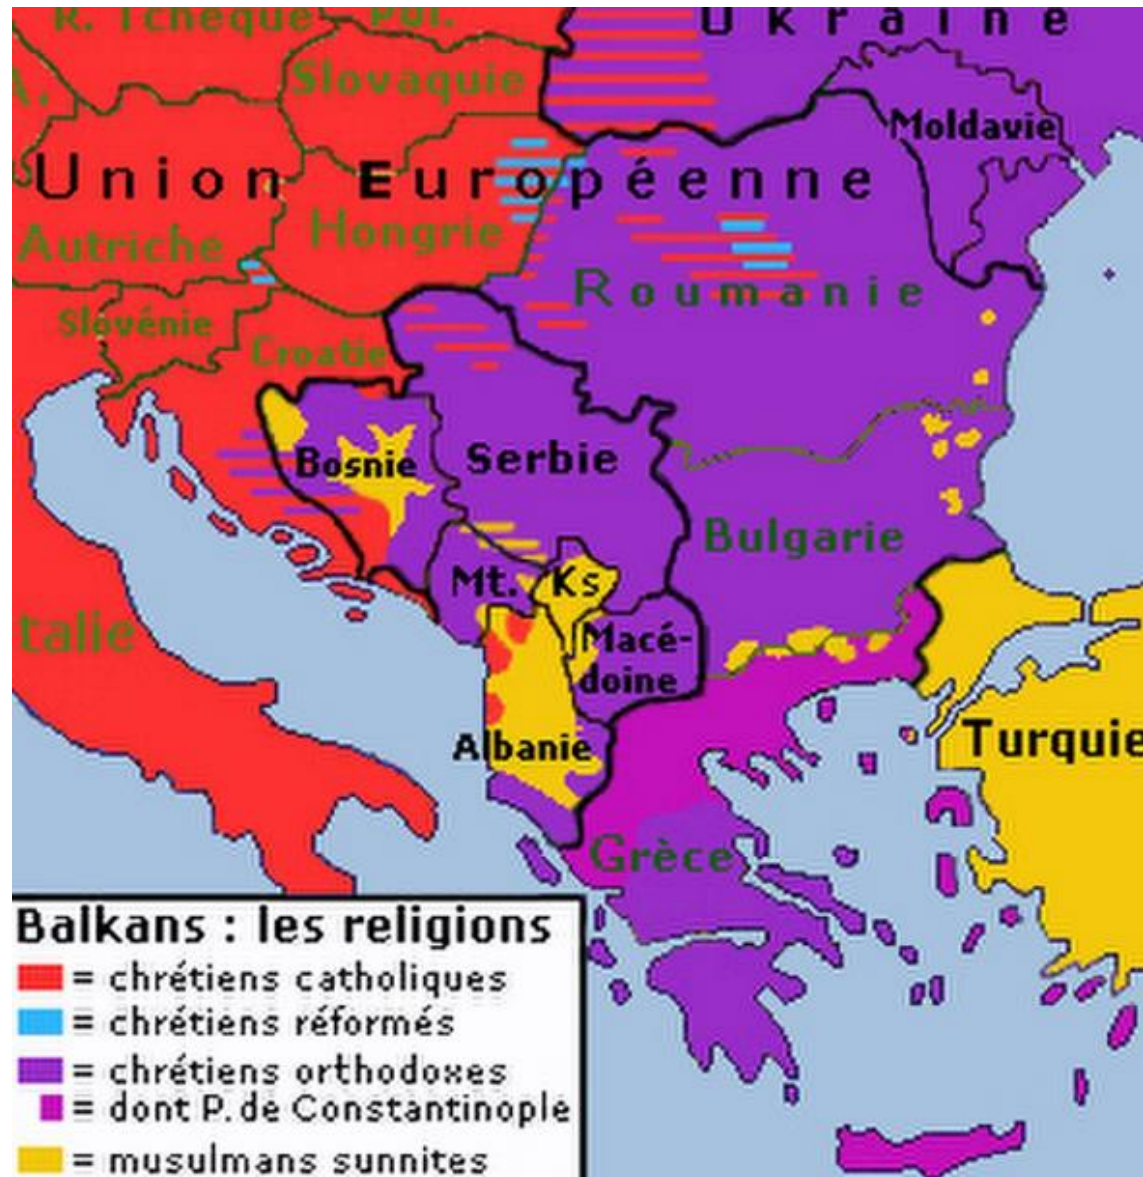 R. Tchèque
Pol.
Ukraine
A.
Slovaquie
Moldavie
Union Européenne
Autriche
Hongrie
Roumanie
Slovénie
Croatie
Bosnie
Serbie
Bulgarie
Mt.
Ks
talie
Macé-
doine
Albanie
Turquie
Grèce
Balkans : les religions
= chrétiens catholiques
= chrétiens réformés
= chrétiens orthodoxes
= dont P. de Constantinople
= musulmans sunnites